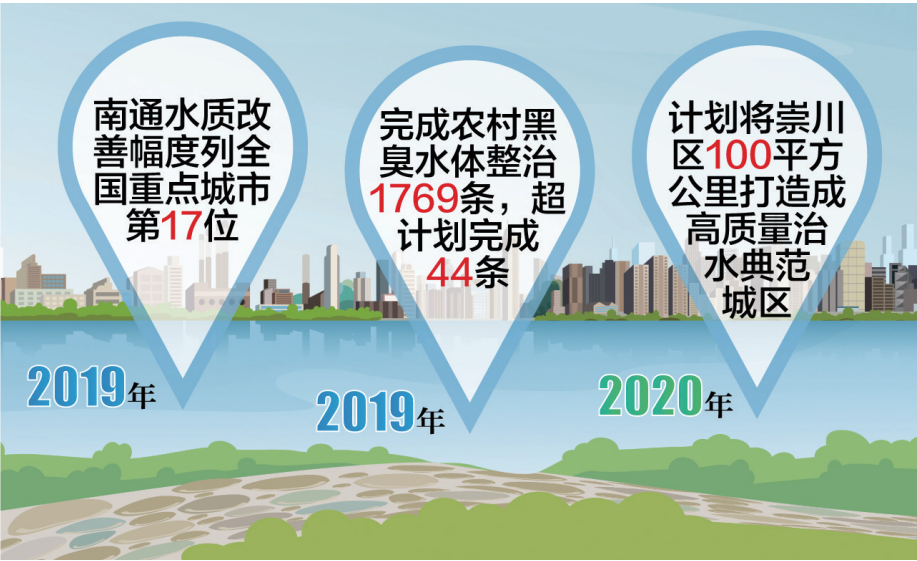 南通水质改
善幅度列全
国重点城市
第17位
2019年
完成农村黑
臭水体整治
1769条，超
计划完成
44条
2019年
计划将崇川
区100平方
公里打造成
高质量治
水典范
城区
2020年